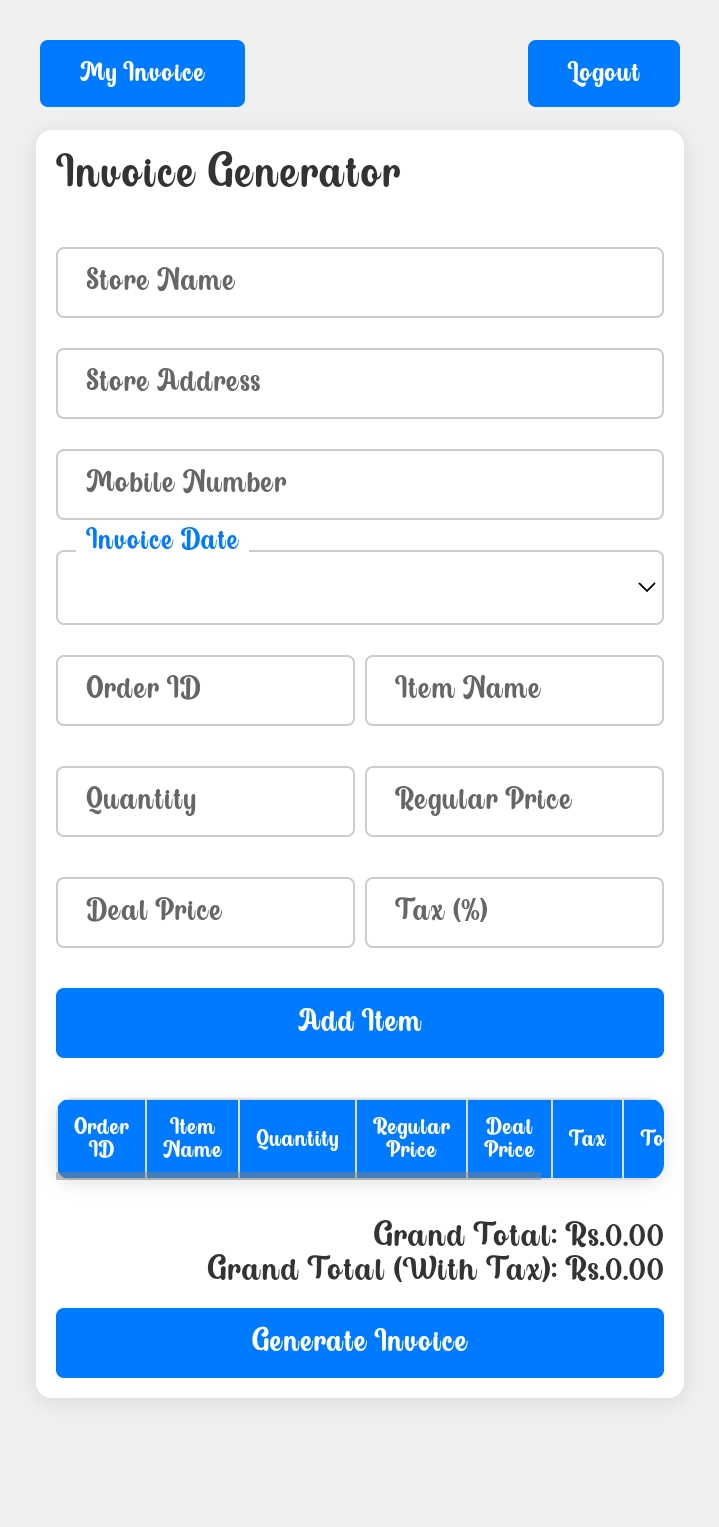 My Invoice
Logout
Invoice Generator
Store Name
Store Address
Mobile Number
Invoice Date
Order ID
Item Name
Quantity
Regular Price
Deal Price
Tax (%)
Add Item
Order ID
Item Name
Quantity
Regular Price
Deal Price
Tax
To
Grand Total: Rs.0.00
Grand Total (With Tax): Rs.0.00
Generate Invoice